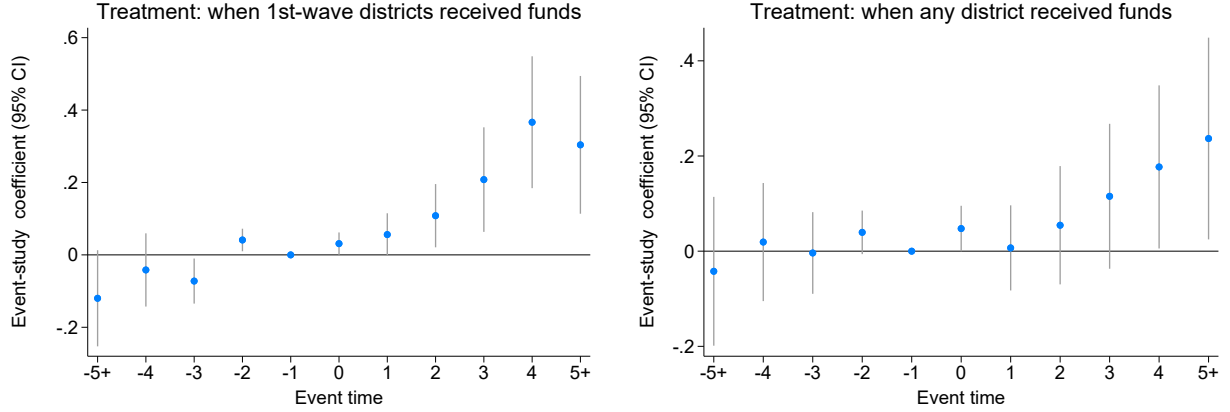 Treatment: when 1st-wave districts received funds
Event-study  coefficient (95% CI)
.6
.4
.2
0
-.2
-5+ -4 -3 -2 -1 0 1 2 3 4 5+
Event time
Treatment: when any district received funds
Event-study  coefficient (95% CI)
.4
.2
0
-.2
-5+ -4 -3 -2 -1 0 1 2 3 4 5+
Event time